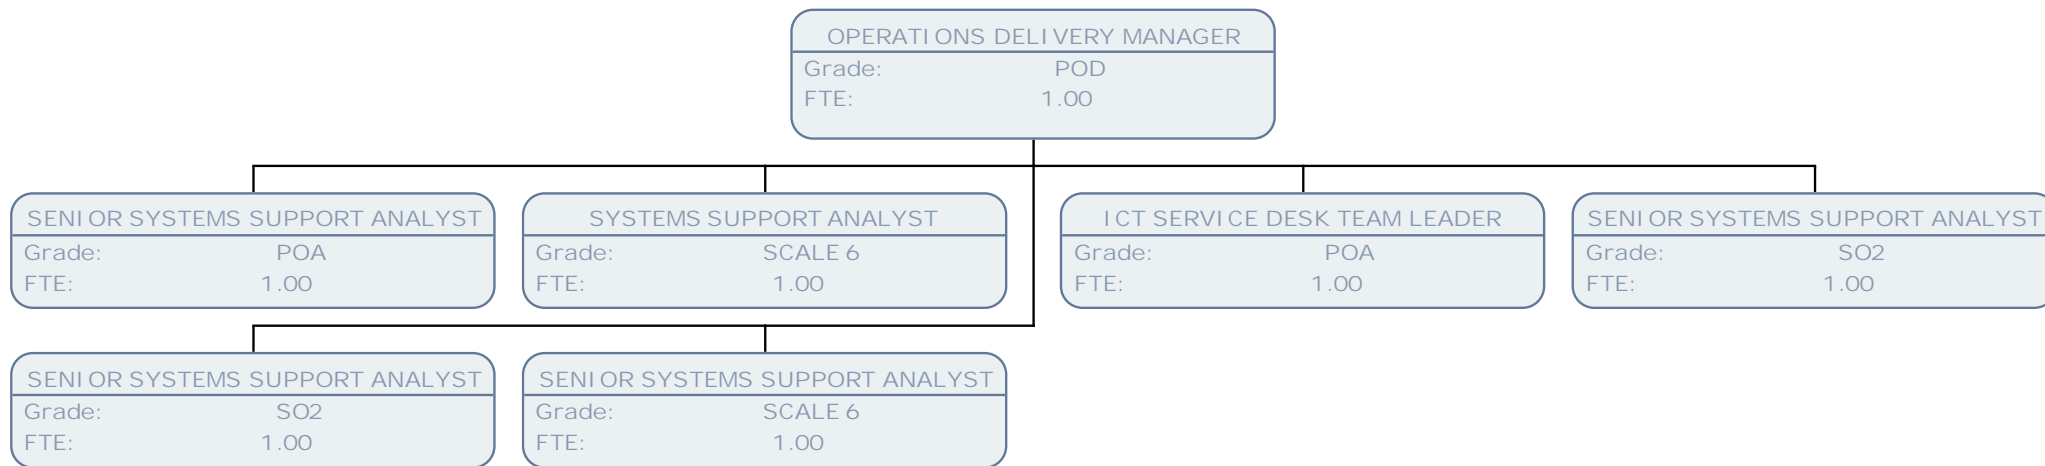 OPERATIONS DELIVERY MANAGER
Grade: POD
FTE: 1.00
SENIOR SYSTEMS SUPPORT ANALYST
Grade: POA
FTE: 1.00
SYSTEMS SUPPORT ANALYST
Grade: SCALE 6
FTE: 1.00
ICT SERVICE DESK TEAM LEADER
Grade: POA
FTE: 1.00
SENIOR SYSTEMS SUPPORT ANALYST
Grade: SO2
FTE: 1.00
SENIOR SYSTEMS SUPPORT ANALYST
Grade: SO2
FTE: 1.00
SENIOR SYSTEMS SUPPORT ANALYST
Grade: SCALE 6
FTE: 1.00